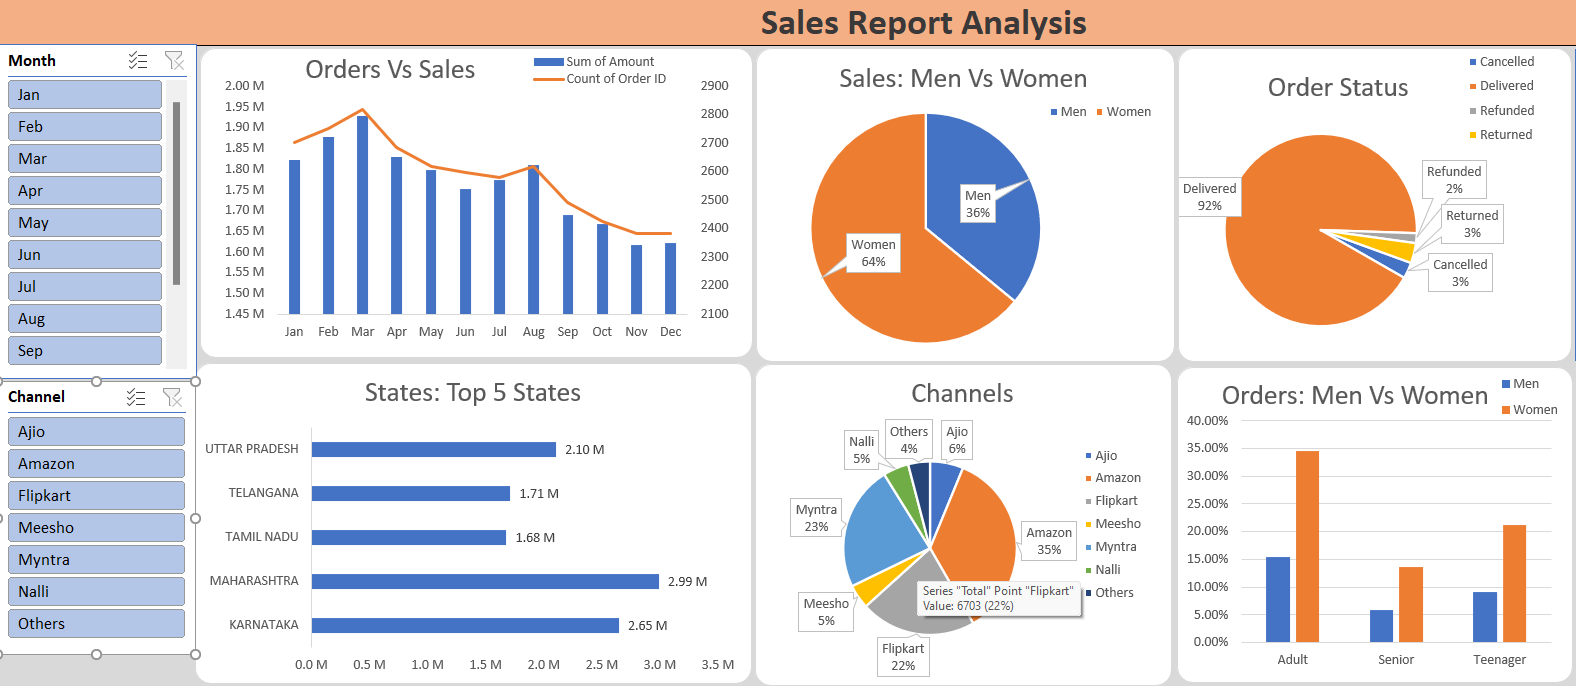 Sales Report Analysis
Month
Jan
Feb
Mar
Apr
May
Jun
Jul
Aug
Sep
Channel
Ajio
Amazon
Flipkart
Meesho
Myntra
Nalli
Others
Orders Vs Sales
Sum of Amount
Count of Order ID
2.00 M
1.95 M
1.90 M
1.85 M
1.80 M
1.75 M
1.70 M
1.65 M
1.60 M
1.55 M
1.50 M
1.45 M
2900
2800
2700
2600
2500
2400
2300
2200
2100
Jan Feb Mar Apr May Jun Jul Aug Sep Oct Nov Dec
Sales: Men Vs Women
Men Women
Men
36%
Women
64%
Order Status
Cancelled
Delivered
Refunded
Returned
Delivered
92%
Refunded
2%
Returned
3%
Cancelled
3%
States: Top 5 States
UTTAR PRADESH 2.10 M
TELANGANA 1.71 M
TAMIL NADU 1.68 M
MAHARASHTRA 2.99 M
KARNATAKA 2.65 M
0.0 M 0.5 M 1.0 M 1.5 M 2.0 M 2.5 M 3.0 M 3.5 M
Channels
Others
4%
Ajio
6%
Nalli
5%
Myntra
23%
Amazon
35%
Meesho
5%
Flipkart
22%
Series "Total" Point "Flipkart"
Value: 6703 (22%)
Ajio
Amazon
Flipkart
Meesho
Myntra
Nalli
Others
Orders: Men Vs Women
Men
Women
40.00%
35.00%
30.00%
25.00%
20.00%
15.00%
10.00%
5.00%
0.00%
Adult Senior Teenager